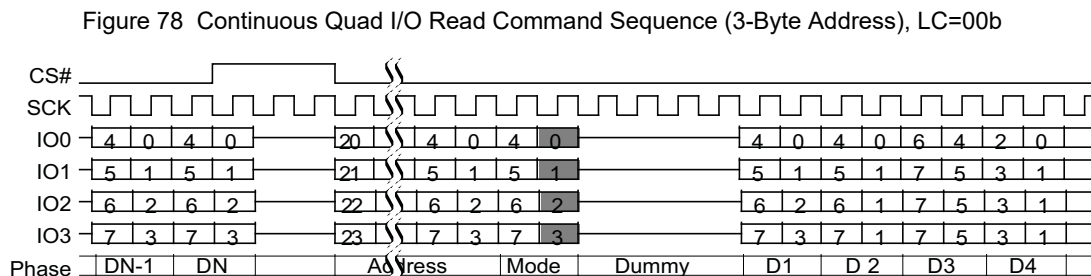 Figure 78 Continuous Quad I/O Read Command Sequence (3-Byte Address), LC=00b
CS#
SCK
IO0 4 0 4 0 20 4 0 4 0 4 0 4 0 6 4 2 0
IO1 5 1 5 1 21 5 1 5 1 5 1 5 1 7 5 3 1
IO2 6 2 6 2 22 6 2 6 2 6 2 6 1 7 5 3 1
IO3 7 3 7 3 23 7 3 7 3 7 3 7 1 7 5 3 1
Phase DN-1 DN Address Mode Dummy D1 D 2 D3 D4